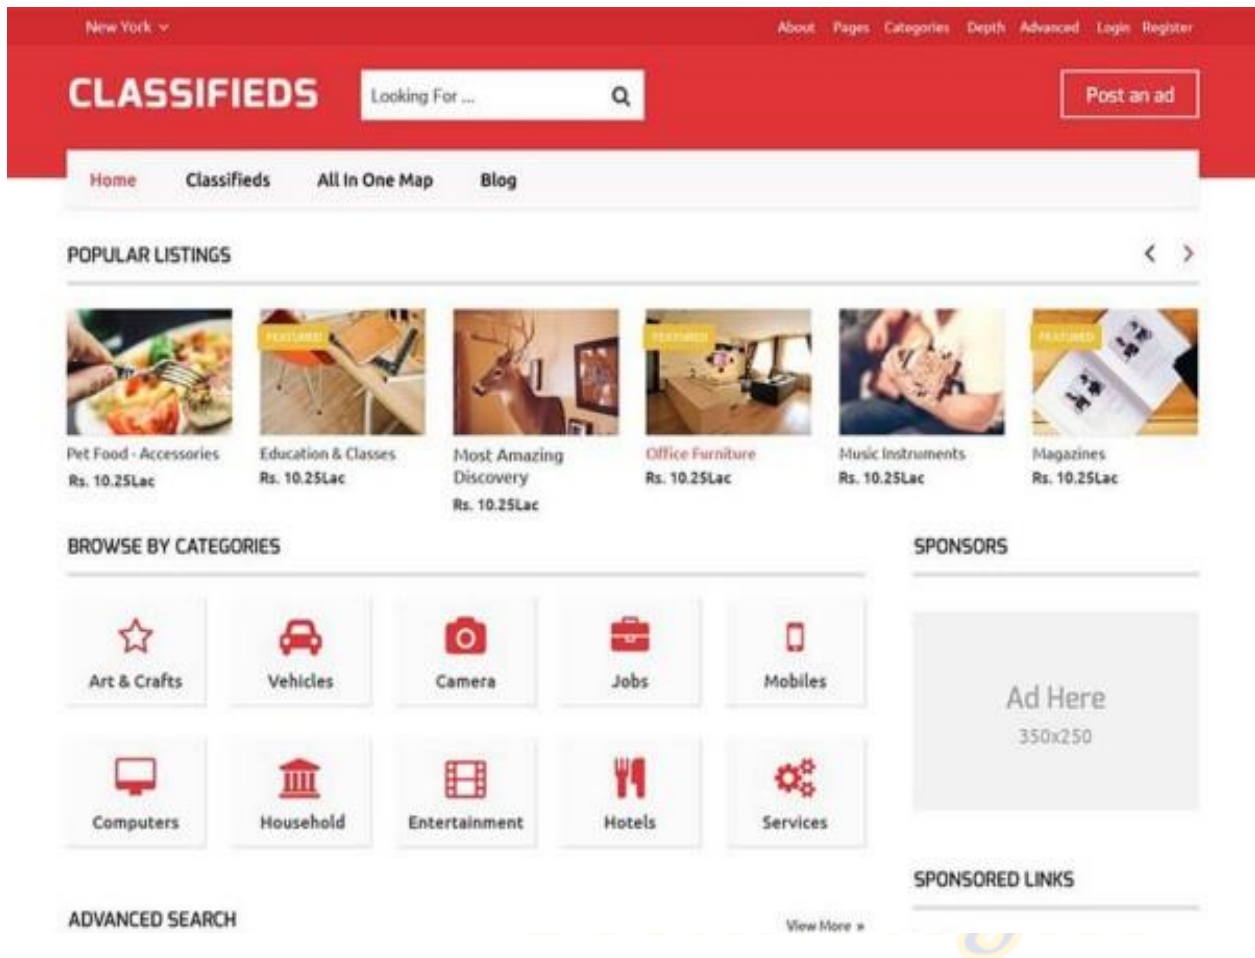 New York
About Pages Categories Depth Advanced Login Register
CLASSIFIEDS
Looking For ...
Post an ad
Home Classifieds All In One Map Blog
POPULAR LISTINGS
FEATURED
FEATURED
FEATURED
Pet Food - Accessories
Rs. 10.25Lac
Education & Classes
Rs. 10.25Lac
Most Amazing
Discovery
Rs. 10.25Lac
Office Furniture
Rs. 10.25Lac
Music Instruments
Rs. 10.25Lac
Magazines
Rs. 10.25Lac
BROWSE BY CATEGORIES
Art & Crafts
Vehicles
Camera
Jobs
Mobiles
Computers
Household
Entertainment
Hotels
Services
SPONSORS
Ad Here
350x250
SPONSORED LINKS
ADVANCED SEARCH
View More »